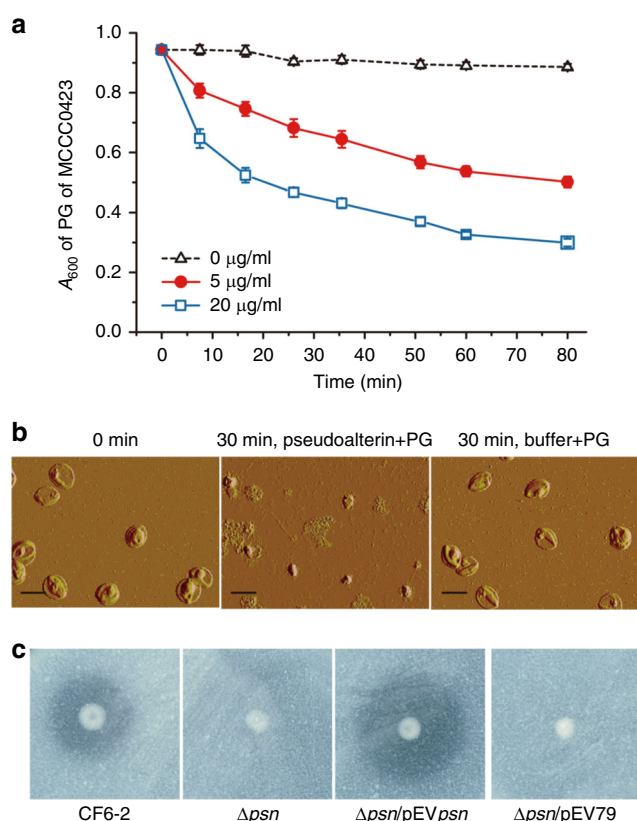 a
A600 of PG of MCCC0423
1.0
0.8
0.6
0.4
0.2
0.0
0 μg/ml
5 μg/ml
20 μg/ml
0 10 20 30 40 50 60 70 80
Time (min)
b
0 min 30 min, pseudoalterin+PG 30 min, buffer+PG
c
CF6-2 Δpsn Δpsn/pEVpsn Δpsn/pEV79